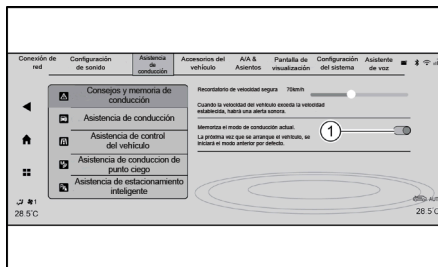 Conexión de red
Configuración de sonido
Asistencia de conducción
Accesorios del vehículo
A/A & Asientos
Pantalla de visualización
Configuración del sistema
Asistente de voz
Consejos y memoria de conducción
Asistencia de conducción
Asistencia de control del vehículo
Asistencia de conduccion de punto ciego
Asistencia de estacionamiento inteligente
Recordatorio de velocidad segura 70km/h
Cuando la velocidad del vehículo exceda la velocidad
establecida, habrá una alerta sonora.
Memoriza el modo de conducción actual.
La próxima vez que se arranque el vehículo, se
iniciará el modo anterior por defecto.
1
1
28.5°C
AUTO
28.5°C